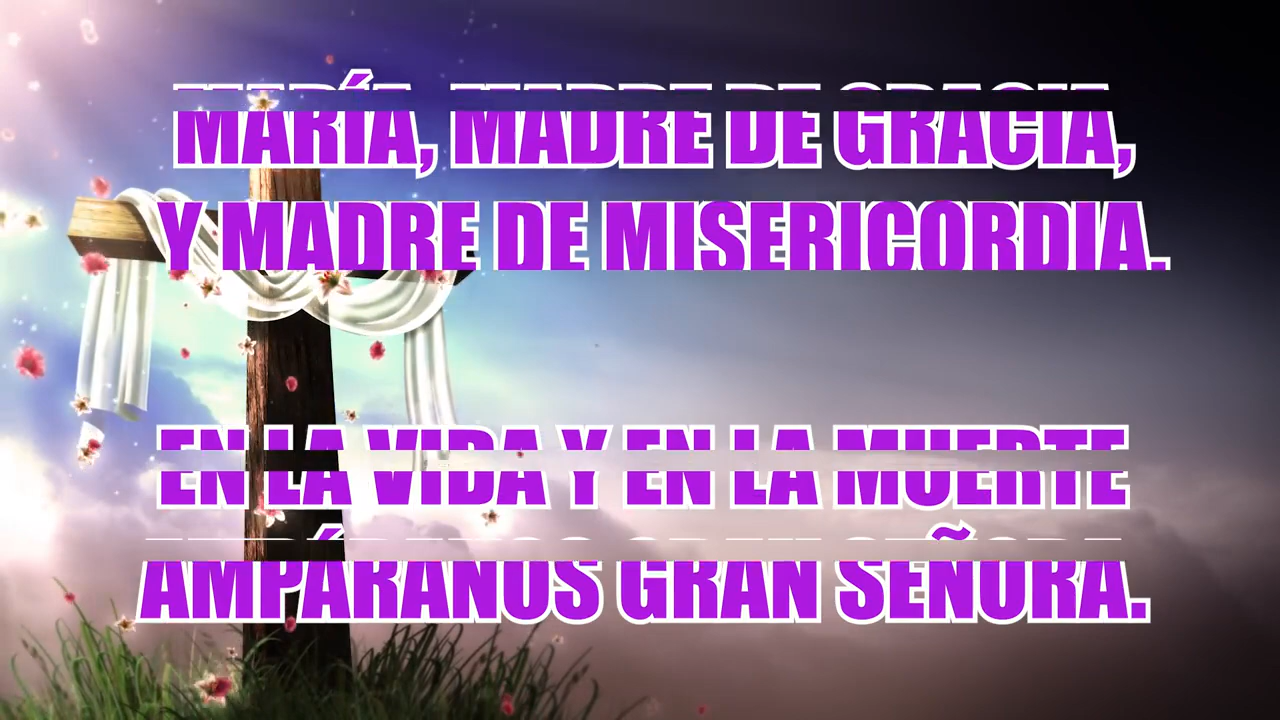 MARÍA, MADRE DE GRACIA,
Y MADRE DE MISERICORDIA.
EN LA VIDA Y EN LA MUERTE
AMPÁRANOS GRAN SEÑORA.